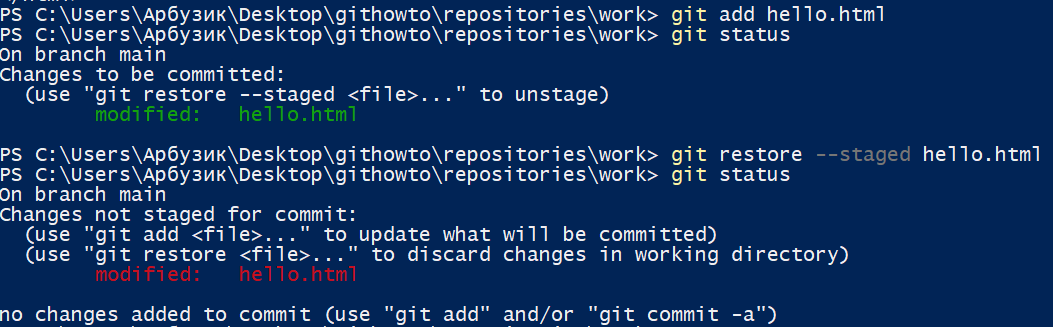 PS C:\Users\Арбузик\Desktop\githowto\repositories\work> git add hello.html
PS C:\Users\Арбузик\Desktop\githowto\repositories\work> git status
On branch main
Changes to be committed:
  (use "git restore --staged <file>..." to unstage)
        modified:   hello.html

PS C:\Users\Арбузик\Desktop\githowto\repositories\work> git restore --staged hello.html
PS C:\Users\Арбузик\Desktop\githowto\repositories\work> git status
On branch main
Changes not staged for commit:
  (use "git add <file>..." to update what will be committed)
  (use "git restore <file>..." to discard changes in working directory)
        modified:   hello.html

no changes added to commit (use "git add" and/or "git commit -a")